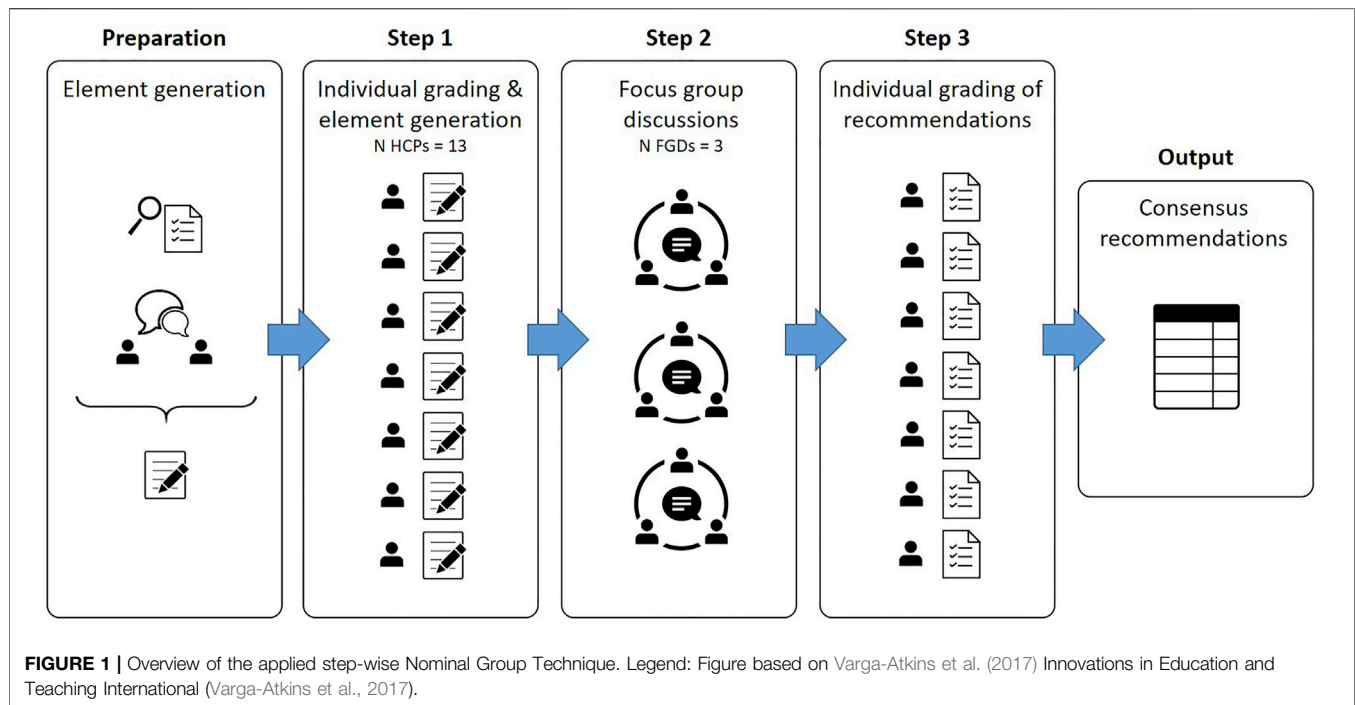 Preparation
Element generation
Step 1
Individual grading &
element generation
N HCPs = 13
Step 2
Focus group
discussions
N FGDs = 3
Step 3
Individual grading of
recommendations
Output
Consensus
recommendations
FIGURE 1 | Overview of the applied step-wise Nominal Group Technique. Legend: Figure based on Varga-Atkins et al. (2017) Innovations in Education and
Teaching International (Varga-Atkins et al., 2017).